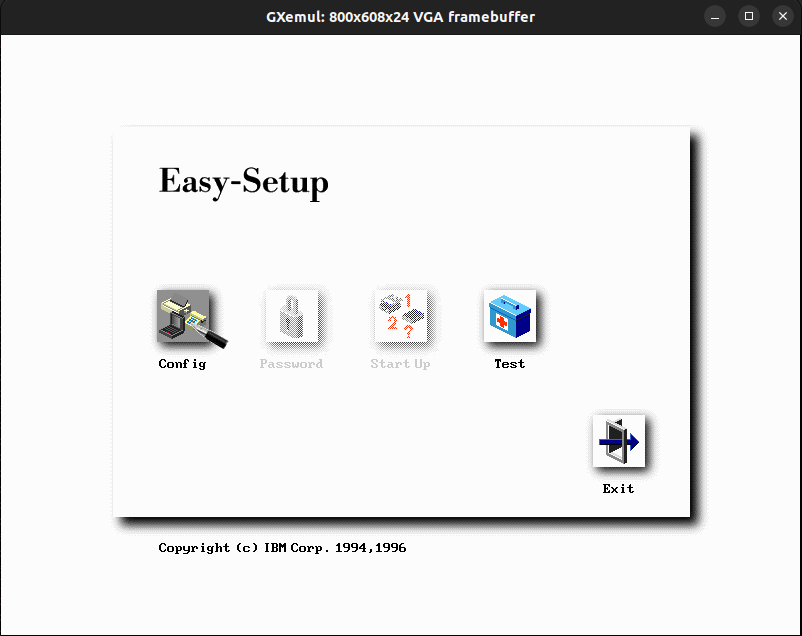 GXemul: 800x608x24 VGA framebuffer
Easy-Setup
1
2
?
Config
Password
Start Up
Test
Exit
Copyright (c) IBM Corp. 1994,1996